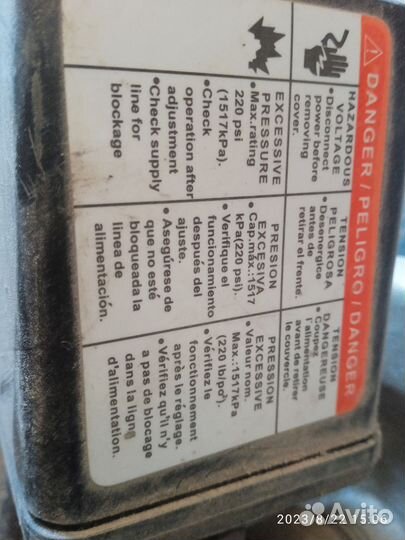 ⚠ DANGER / PELIGRO / DANGER
HAZARDOUS
VOLTAGE
• Disconnect
power before
removing
cover.
TENSION
PELIGROSA
• Desenergice
antes de
retirar el frente.
TENSION
DANGEREUSE
• Coupez
l'alimentation
avant de retirer
le couvercle.
EXCESSIVE
PRESSURE
• Max.rating
220 psi
(1517kPa).
• Check
operation after
adjustment
• Check supply
line for
blockage
PRESION
EXCESIVA
• Cap.máx.:1517
kPa(220 psi).
• Verifique el
funcionamiento
después del
ajuste.
• Asegúrese de
que no esté
bloqueada la
linea de
alimentación.
PRESSION
EXCESSIVE
• Valeur nom.
Max.:1517kPa
(220 lb/po²).
• Vérifiez le
fonctionnement
après le réglage.
• Vérifiez qu'il n'y
a pas de blocage
dans la lign
d'alimentation.
2023/8/22 15:06
Avito